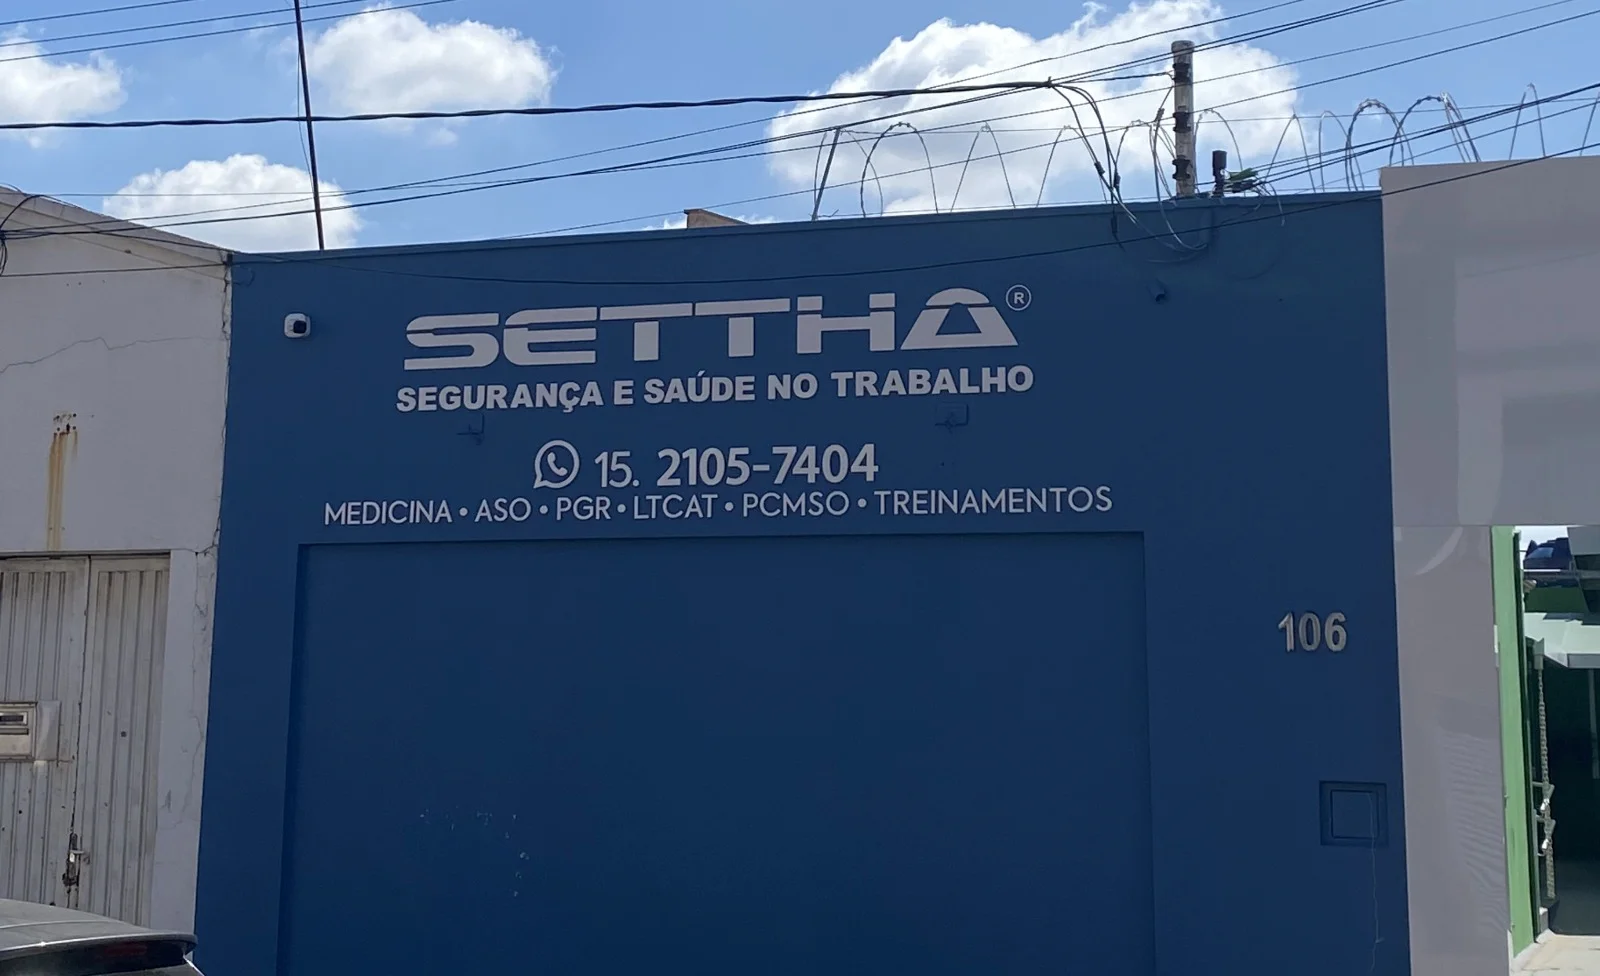 SETTHA®
SEGURANÇA E SAÚDE NO TRABALHO
15. 2105-7404
MEDICINA • ASO • PGR • LTCAT • PCMSO • TREINAMENTOS
106